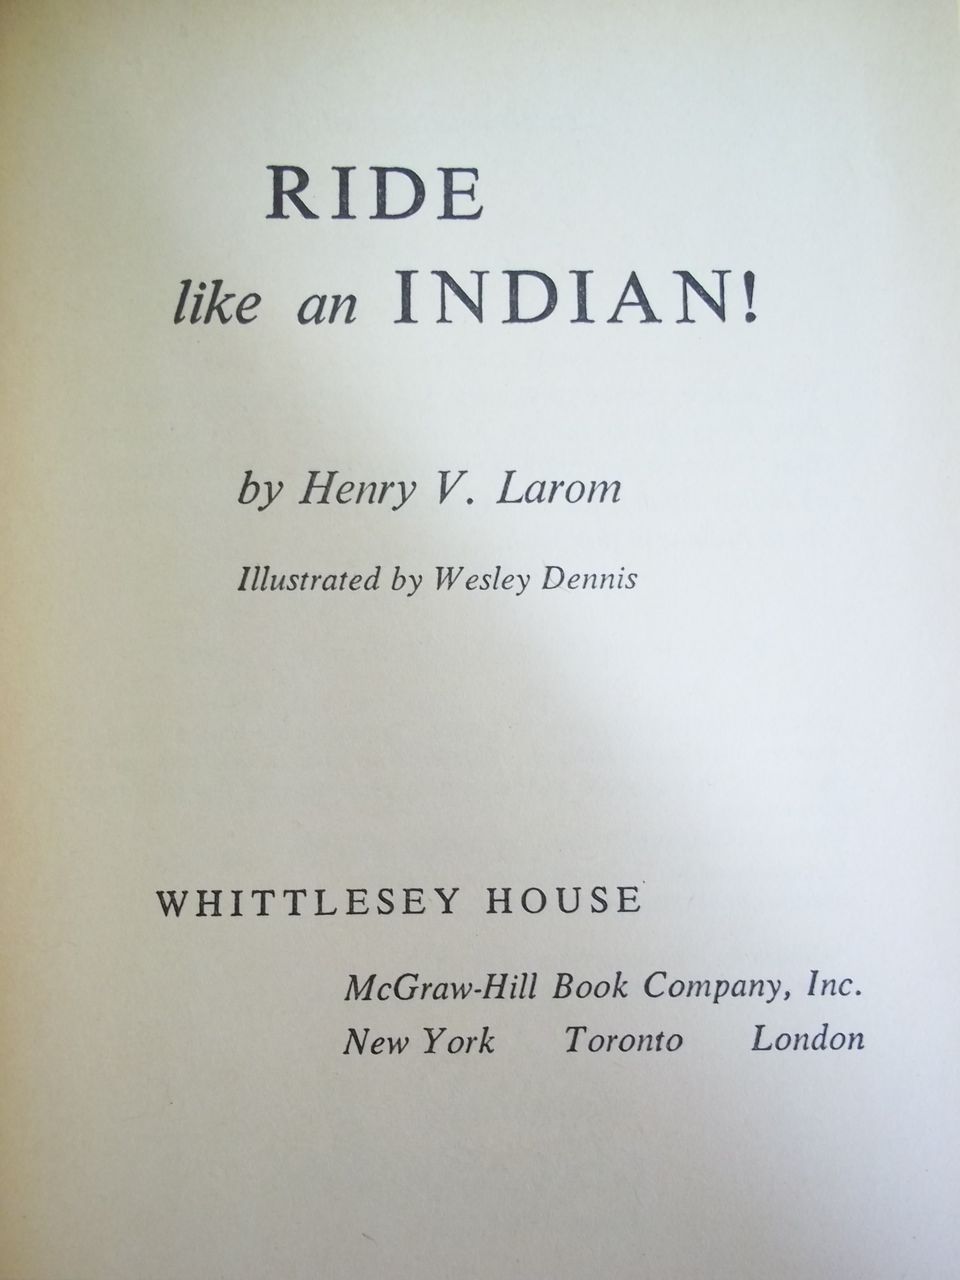 RIDE
like an INDIAN!
by Henry V. Larom
Illustrated by Wesley Dennis
WHITTLESEY HOUSE
McGraw-Hill Book Company, Inc.
New York Toronto London